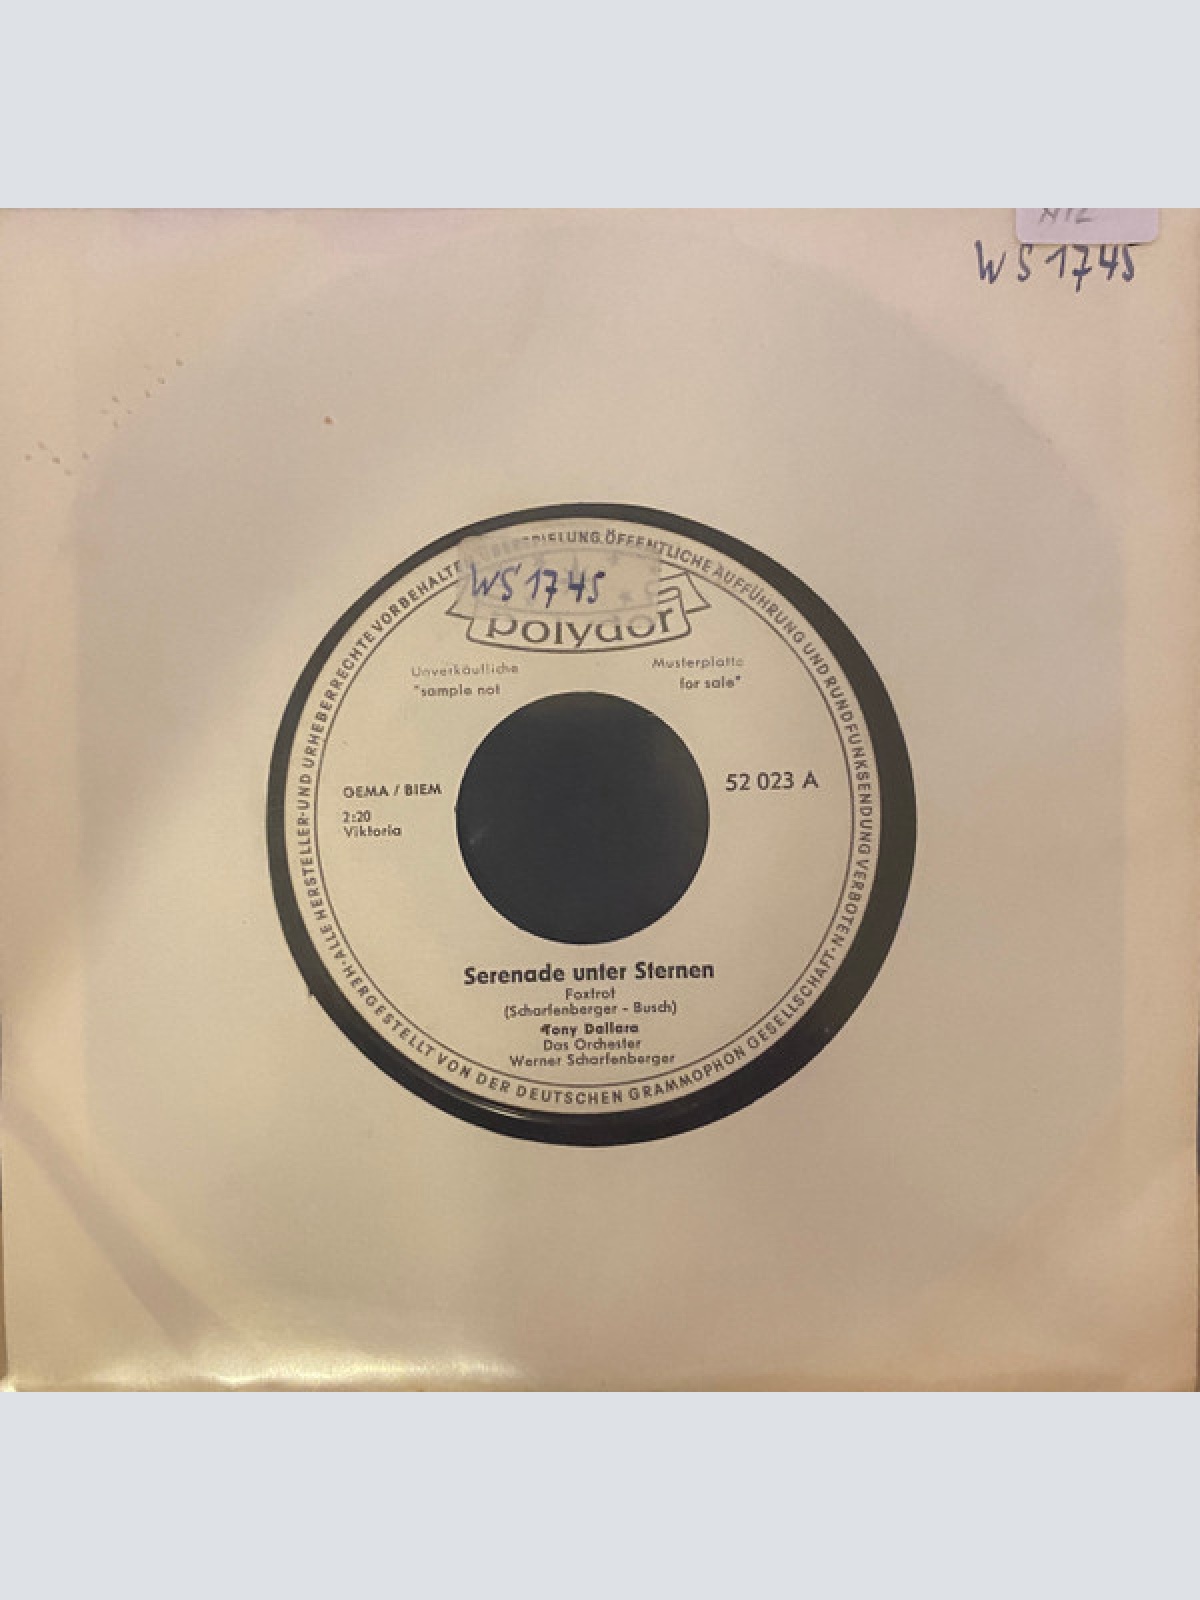 WS 1745
HERGESTELLT VON DER DEUTSCHEN GRAMMOPHON GESELLSCHAFT · ALLE HERSTELLER- UND URHEBERRECHTE VORBEHALTEN ÜBERSPIELUNG, ÖFFENTLICHE AUFFÜHRUNG UND RUNDFUNKSENDUNG VERBOTEN ·
WS 1745
polydor
Unverkäufliche Musterplatte
"sample not for sale"
GEMA / BIEM
52 023 A
2:20
Viktoria
Serenade unter Sternen
Foxtrot
(Scharfenberger - Busch)
Tony Dallara
Das Orchester
Werner Scharfenberger